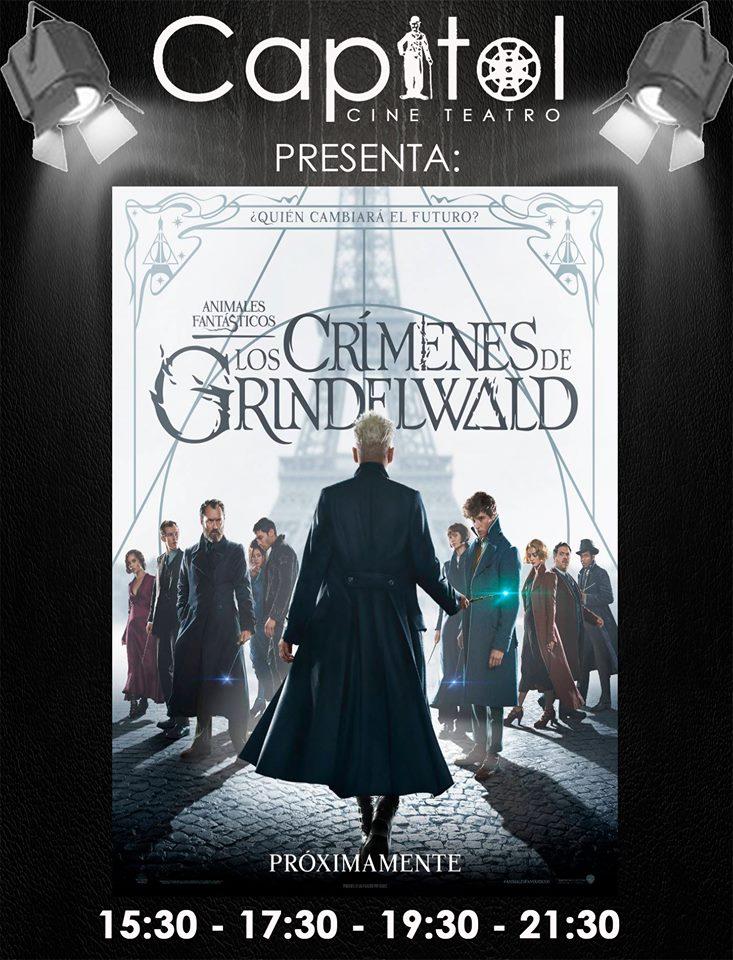 Capitol
CINE TEATRO
PRESENTA:
¿QUIÉN CAMBIARÁ EL FUTURO?
ANIMALES
FANTÁSTICOS
LOS CRÍMENES DE
GRINDELWALD
PRÓXIMAMENTE
15:30 - 17:30 - 19:30 - 21:30